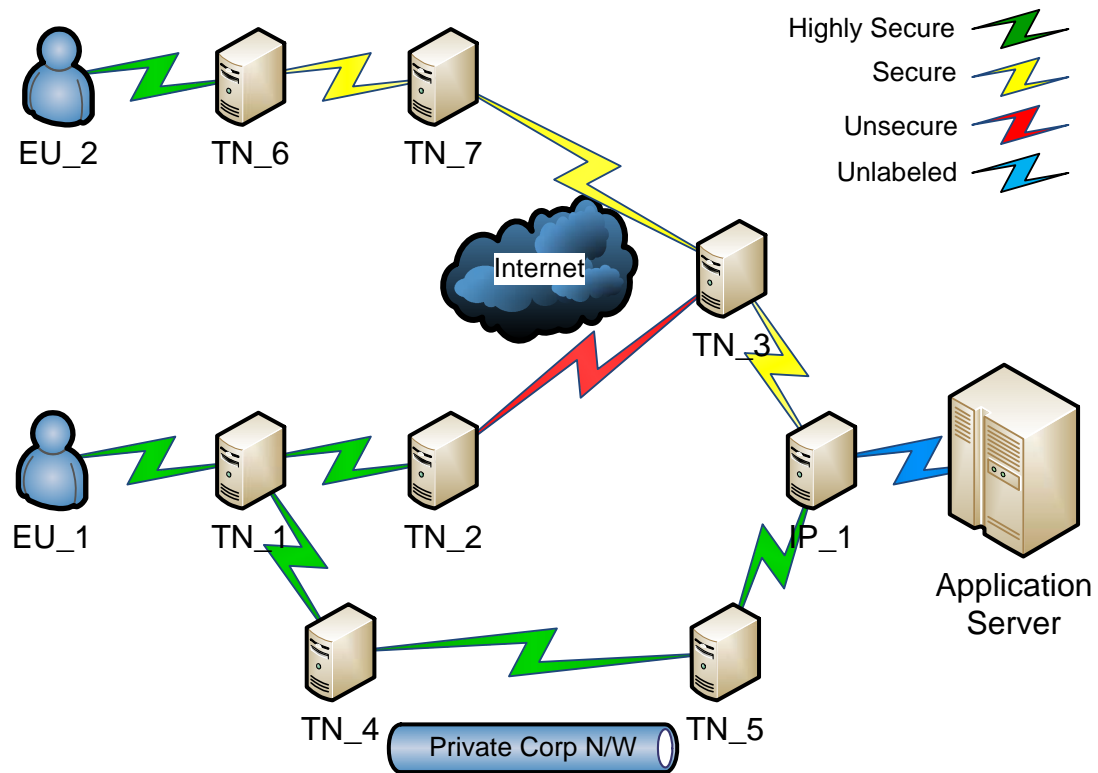 Highly Secure
Secure
Unsecure
Unlabeled
EU_2
TN_6
TN_7
Internet
TN_3
EU_1
TN_1
TN_2
IP_1
Application
Server
TN_4
TN_5
Private Corp N/W